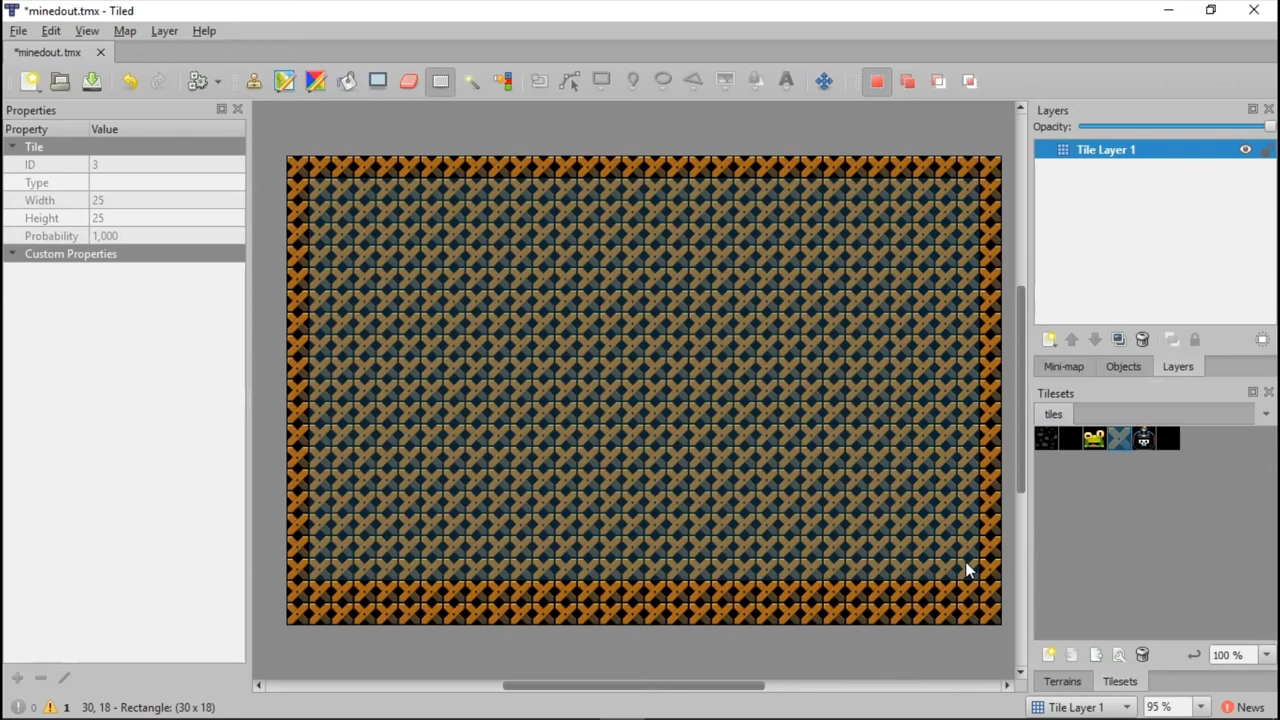 *minedout.tmx - Tiled
File Edit View Map Layer Help
*minedout.tmx
Properties
Property Value
Tile
ID 3
Type
Width 25
Height 25
Probability 1,000
Custom Properties
Layers
Opacity:
Tile Layer 1
Mini-map Objects Layers
Tilesets
tiles
100 %
Terrains Tilesets
0 1 30, 18 - Rectangle: (30 x 18)
Tile Layer 1 95 % News